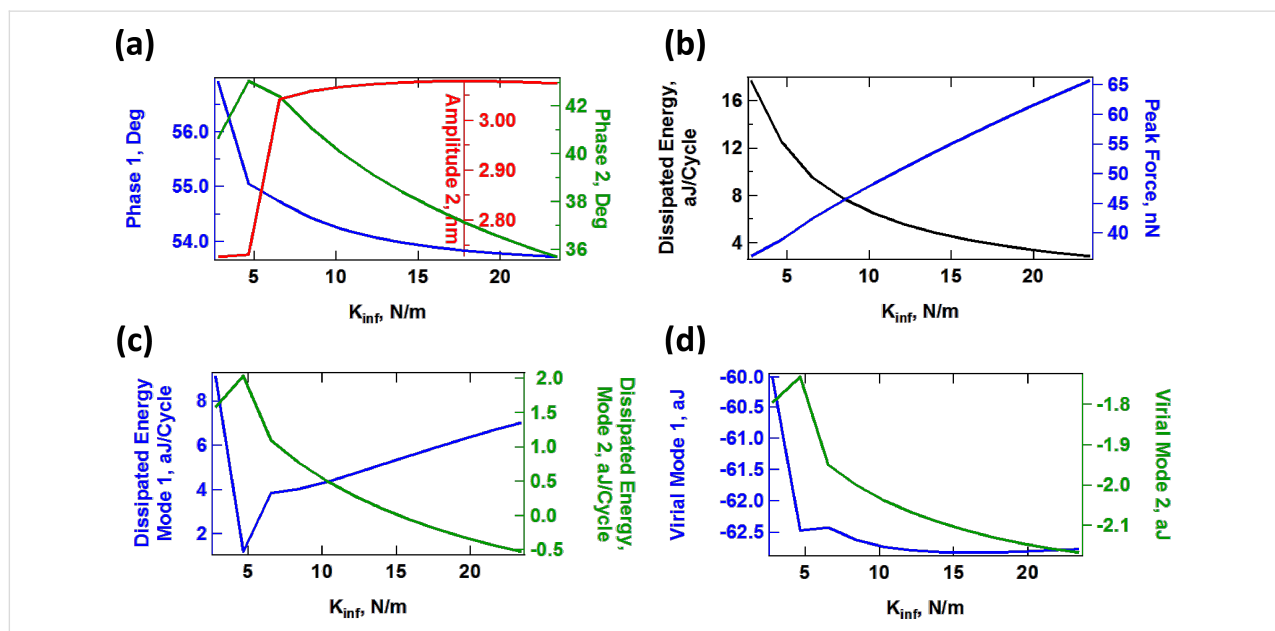 (a)
Phase 1, Deg
56.0
55.0
54.0
3.00
2.90
2.80
Amplitude 2, nm
42
40
38
36
Phase 2, Deg
5
10
15
20
K_inf, N/m
(b)
Dissipated Energy,
aJ/Cycle
16
12
8
4
65
60
55
50
45
40
Peak Force, nN
5
10
15
20
K_inf, N/m
(c)
Dissipated Energy
Mode 1, aJ/Cycle
8
6
4
2
2.0
1.5
1.0
0.5
0.0
-0.5
Dissipated Energy,
Mode 2, aJ/Cycle
5
10
15
20
K_inf, N/m
(d)
Virial Mode 1, aJ
-60.0
-60.5
-61.0
-61.5
-62.0
-62.5
-1.8
-1.9
-2.0
-2.1
Virial Mode 2, aJ
5
10
15
20
K_inf, N/m